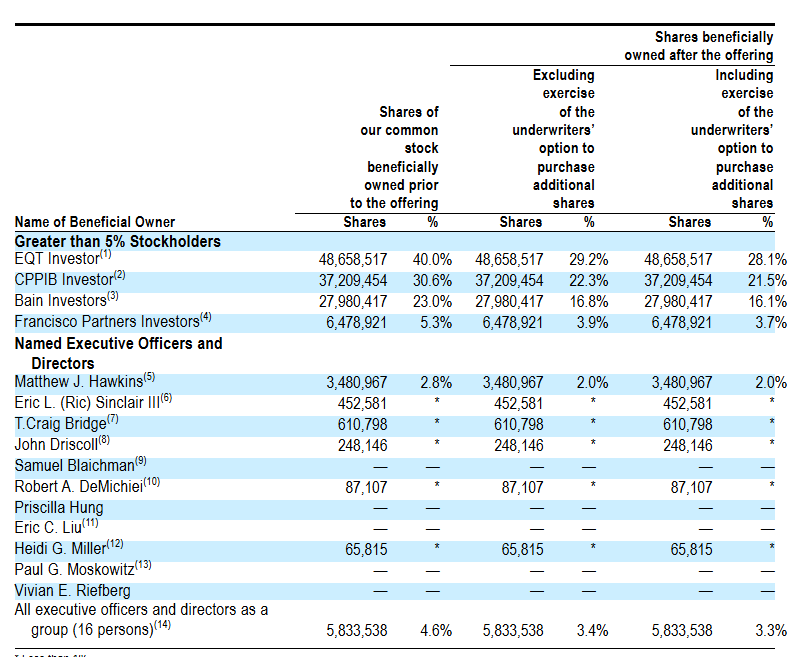 Shares beneficially
owned after the offering
Excluding exercise of the underwriters' option to purchase additional shares
Including exercise of the underwriters' option to purchase additional shares
Shares of our common stock beneficially owned prior to the offering
Name of Beneficial Owner Shares % Shares % Shares %
Greater than 5% Stockholders
EQT Investor(1) 48,658,517 40.0% 48,658,517 29.2% 48,658,517 28.1%
CPPIB Investor(2) 37,209,454 30.6% 37,209,454 22.3% 37,209,454 21.5%
Bain Investors(3) 27,980,417 23.0% 27,980,417 16.8% 27,980,417 16.1%
Francisco Partners Investors(4) 6,478,921 5.3% 6,478,921 3.9% 6,478,921 3.7%
Named Executive Officers and
Directors
Matthew J. Hawkins(5) 3,480,967 2.8% 3,480,967 2.0% 3,480,967 2.0%
Eric L. (Ric) Sinclair III(6) 452,581 * 452,581 * 452,581 *
T.Craig Bridge(7) 610,798 * 610,798 * 610,798 *
John Driscoll(8) 248,146 * 248,146 * 248,146 *
Samuel Blaichman(9) — — — — — —
Robert A. DeMichiei(10) 87,107 * 87,107 * 87,107 *
Priscilla Hung — — — — — —
Eric C. Liu(11) — — — — — —
Heidi G. Miller(12) 65,815 * 65,815 * 65,815 *
Paul G. Moskowitz(13) — — — — — —
Vivian E. Riefberg — — — — — —
All executive officers and directors as a
group (16 persons)(14) 5,833,538 4.6% 5,833,538 3.4% 5,833,538 3.3%